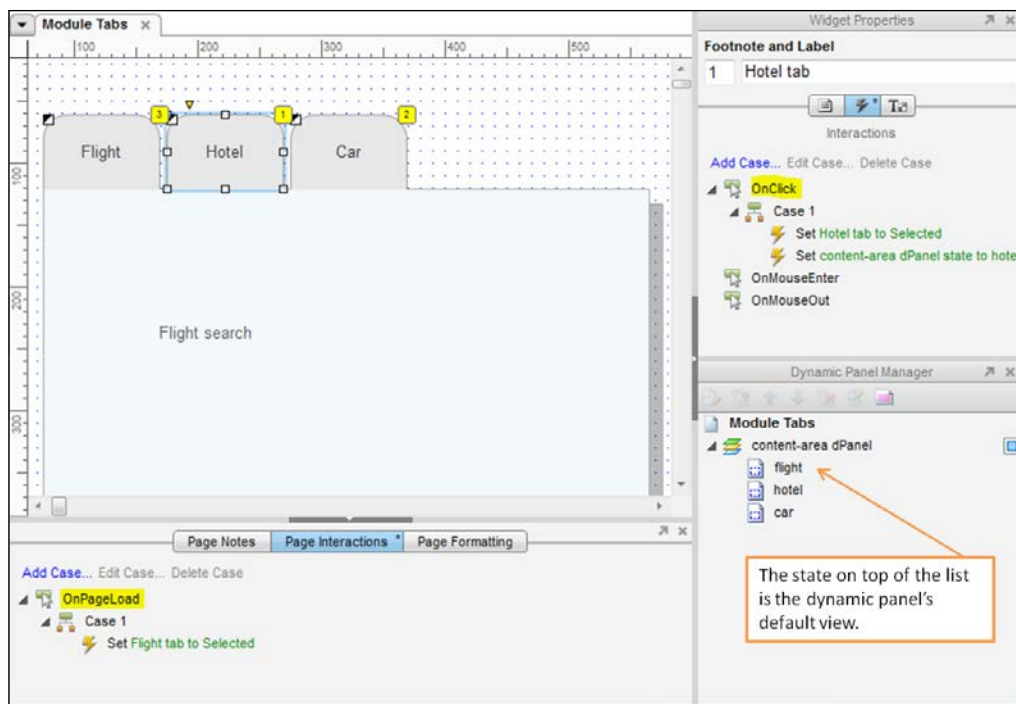 Module Tabs
100 200 300 400 500
100
200
300
3 1 2
Flight Hotel Car
Flight search
Page Notes Page Interactions * Page Formatting
Add Case... Edit Case... Delete Case
OnPageLoad
Case 1
Set Flight tab to Selected
Widget Properties
Footnote and Label
1 Hotel tab
Interactions
Add Case... Edit Case... Delete Case
OnClick
Case 1
Set Hotel tab to Selected
Set content-area dPanel state to hote
OnMouseEnter
OnMouseOut
Dynamic Panel Manager
Module Tabs
content-area dPanel
flight
hotel
car
The state on top of the list
is the dynamic panel's
default view.